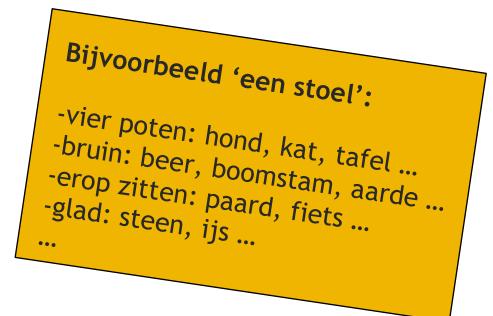 Bijvoorbeeld ‘een stoel’:
-vier poten: hond, kat, tafel …
-bruin: beer, boomstam, aarde …
-erop zitten: paard, fiets …
-glad: steen, ijs …
…